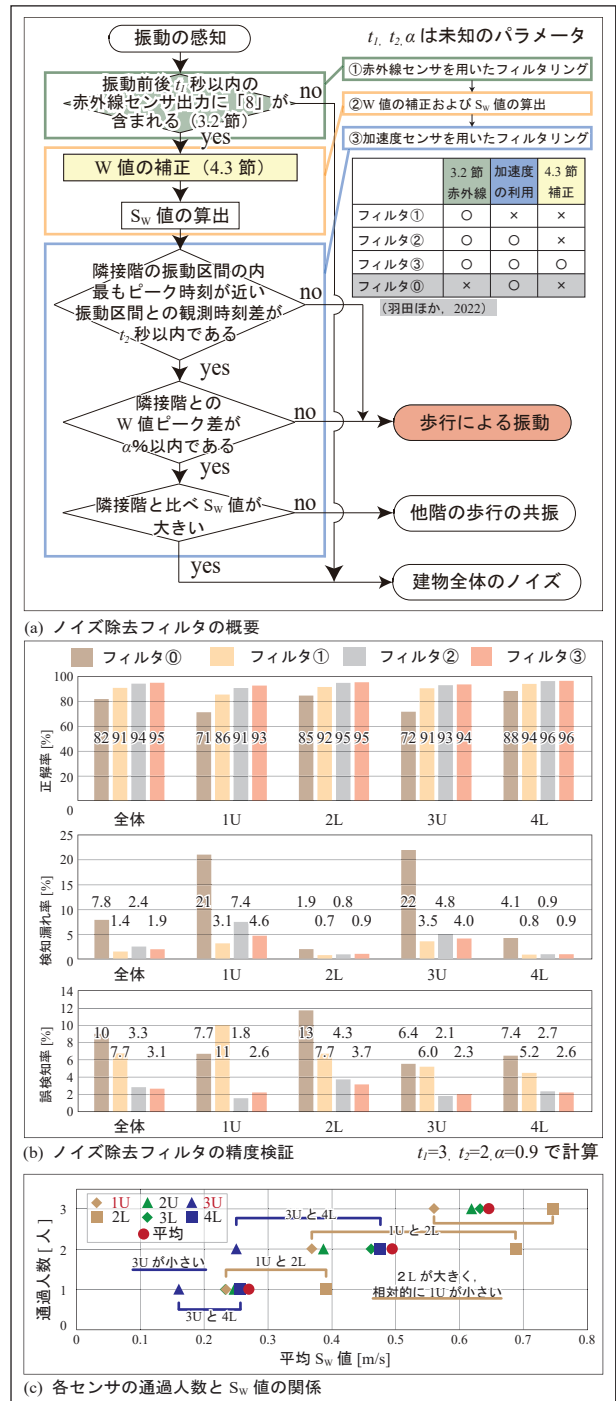 振動の感知
t1, t2, α は未知のパラメータ
振動前後 t1 秒以内の
赤外線センサ出力に「8」が
含まれる（3.2 節）
no
yes
①赤外線センサを用いたフィルタリング
②W 値の補正および SW 値の算出
③加速度センサを用いたフィルタリング
W 値の補正（4.3 節）
SW 値の算出
3.2 節 加速度 4.3 節
赤外線 の利用 補正
フィルタ① ○ × ×
フィルタ② ○ ○ ×
フィルタ③ ○ ○ ○
フィルタ⓪ × ○ ×
（羽田ほか, 2022）
隣接階の振動区間の内
最もピーク時刻が近い
振動区間との観測時刻差が
t2 秒以内である
no
yes
隣接階との
W 値ピーク差が
α%以内である
no
歩行による振動
yes
隣接階と比べ SW 値が
大きい
no
他階の歩行の共振
yes
建物全体のノイズ
(a) ノイズ除去フィルタの概要
フィルタ⓪ フィルタ① フィルタ② フィルタ③
正解率 [%]
100
80
60
40
20
0
82 91 94 95
71 86 91 93
85 92 95 95
72 91 93 94
88 94 96 96
全体 1U 2L 3U 4L
検知漏れ率 [%]
25
20
15
10
5
0
7.8 1.4 2.4 1.9
21 3.1 7.4 4.6
1.9 0.7 0.8 0.9
22 3.5 4.8 4.0
4.1 0.8 0.9 0.9
全体 1U 2L 3U 4L
誤検知率 [%]
14
12
10
8
6
4
2
0
10 7.7 3.3 3.1
7.7 11 1.8 2.6
13 7.7 4.3 3.7
6.4 6.0 2.1 2.3
7.4 5.2 2.7 2.6
全体 1U 2L 3U 4L
(b) ノイズ除去フィルタの精度検証 t1=3, t2=2, α=0.9 で計算
通過人数 [ 人 ]
3
2
1
1U 2U 3U
2L 3L 4L 平均
3U と 4L
1U と 2L
3U が小さい
1U と 2L
２L が大きく，
相対的に 1U が小さい
3U と 4L
0 0.1 0.2 0.3 0.4 0.5 0.6 0.7 0.8
平均 SW 値 [m/s]
(c) 各センサの通過人数と SW 値の関係